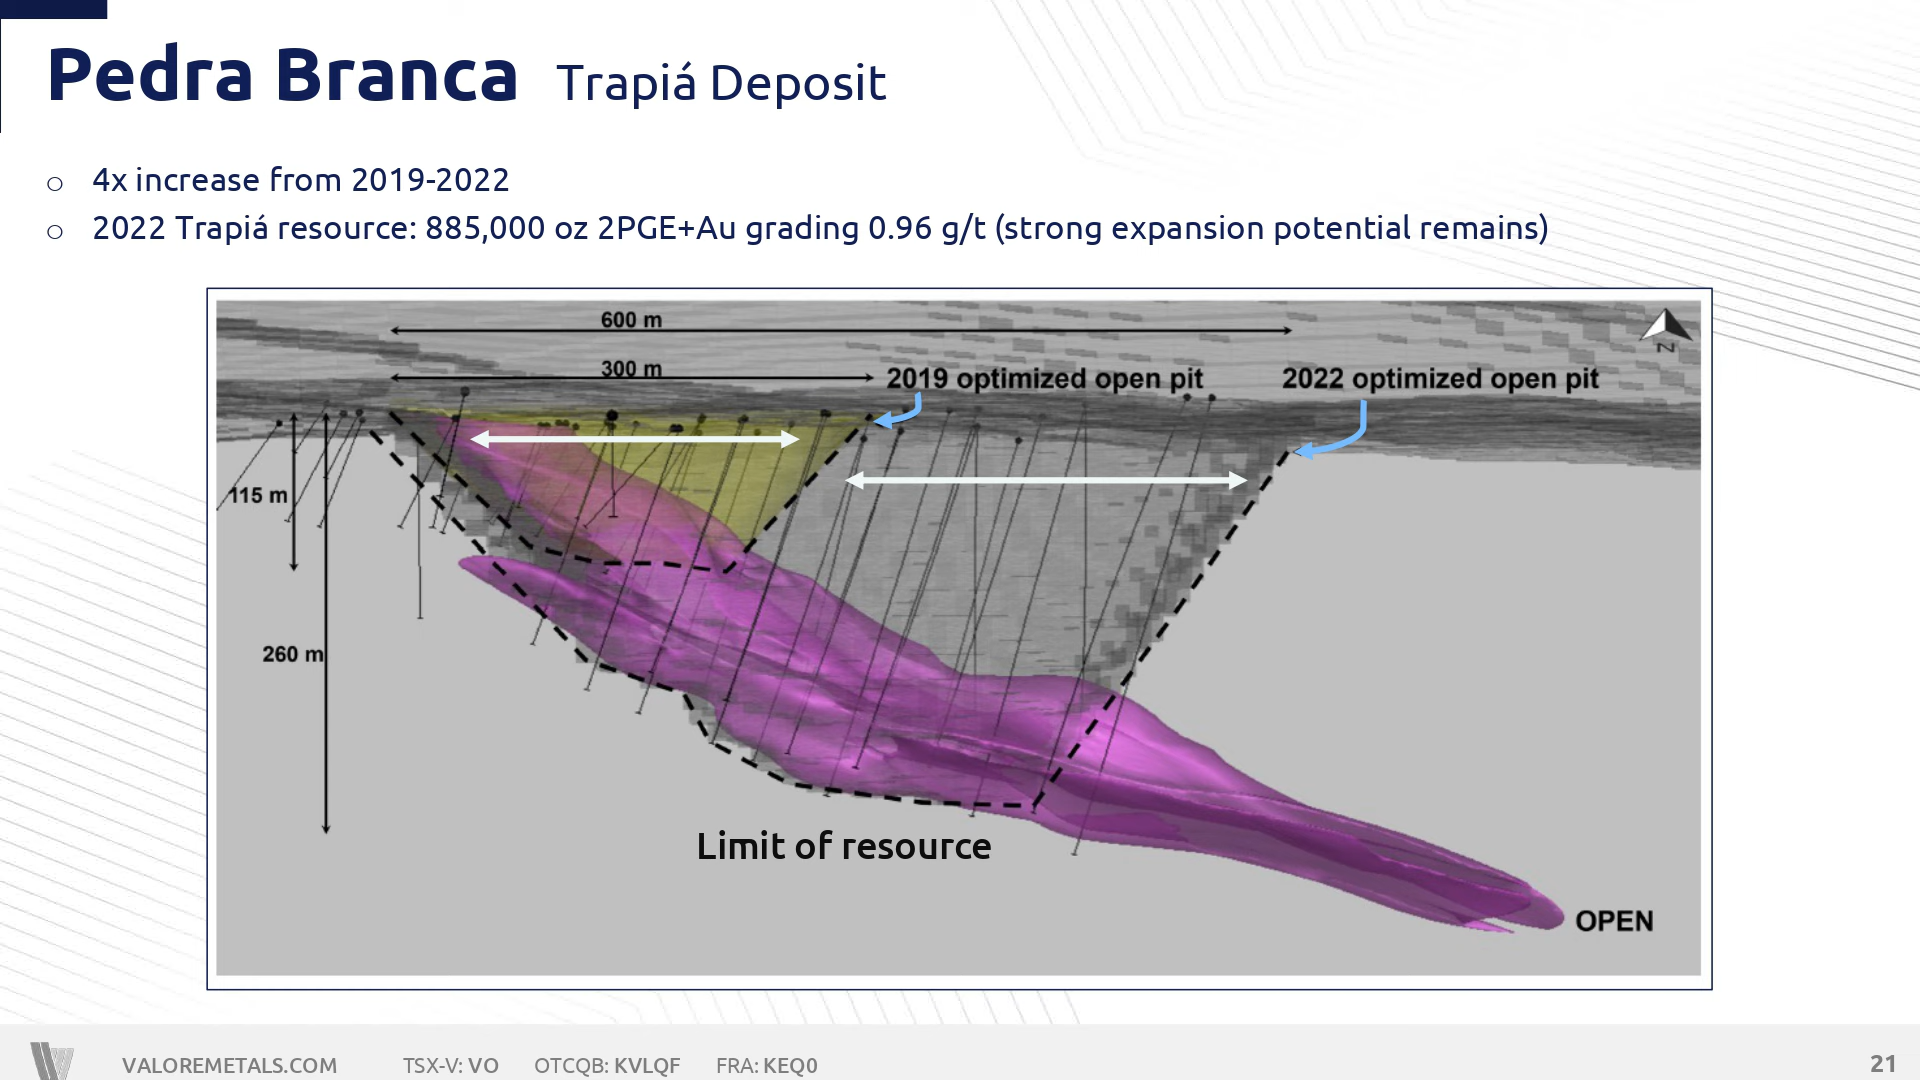 Pedra Branca Trapiá Deposit
o 4x increase from 2019-2022
o 2022 Trapiá resource: 885,000 oz 2PGE+Au grading 0.96 g/t (strong expansion potential remains)
600 m
300 m
2019 optimized open pit
2022 optimized open pit
Z
115 m
260 m
Limit of resource
OPEN
VALOREMETALS.COM TSX-V: VO OTCQB: KVLQF FRA: KEQ0 21